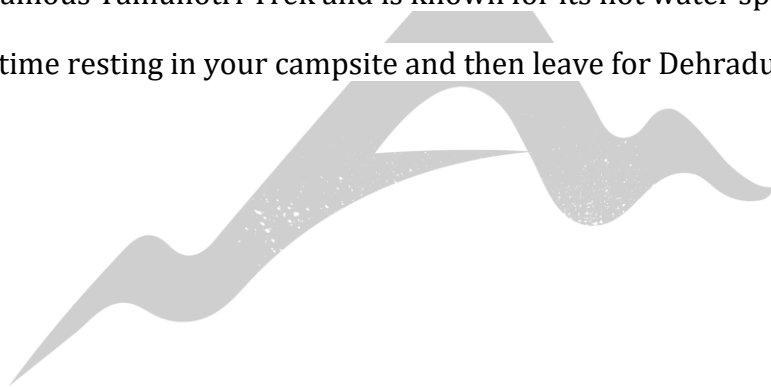 amous Yamunotri Trek and is known for its hot water sp
time resting in your campsite and then leave for Dehradu